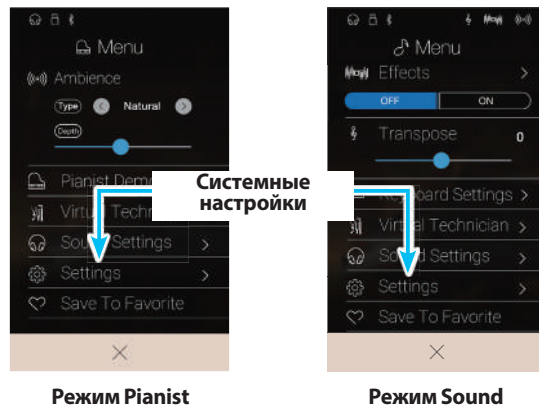 Menu
Ambience
Type Natural
Depth
Pianist Demo
Virtual Techn
Sound Settings
Settings
Save To Favorite
Режим Pianist
Системные
настройки
Menu
Effects
OFF ON
Transpose 0
Keyboard Settings
Virtual Technician
Sound Settings
Settings
Save To Favorite
Режим Sound